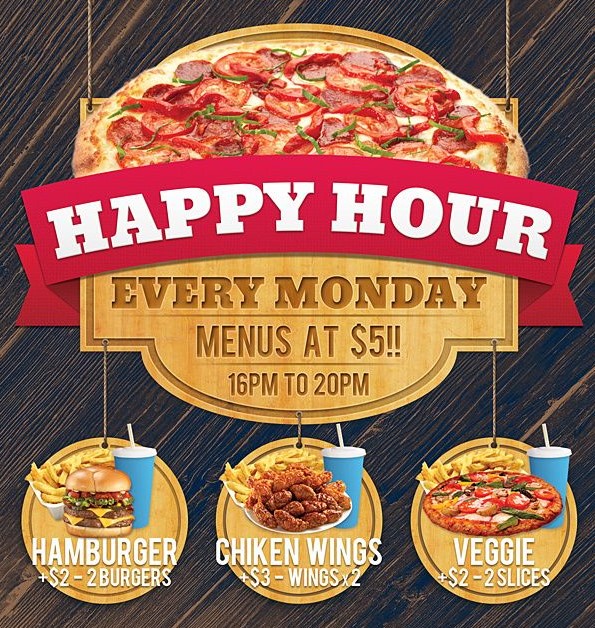 HAPPY HOUR
EVERY MONDAY
MENUS AT $5!!
16PM TO 20PM
HAMBURGER
+$2 - 2 BURGERS
CHIKEN WINGS
+$3 - WINGS x 2
VEGGIE
+$2 - 2 SLICES